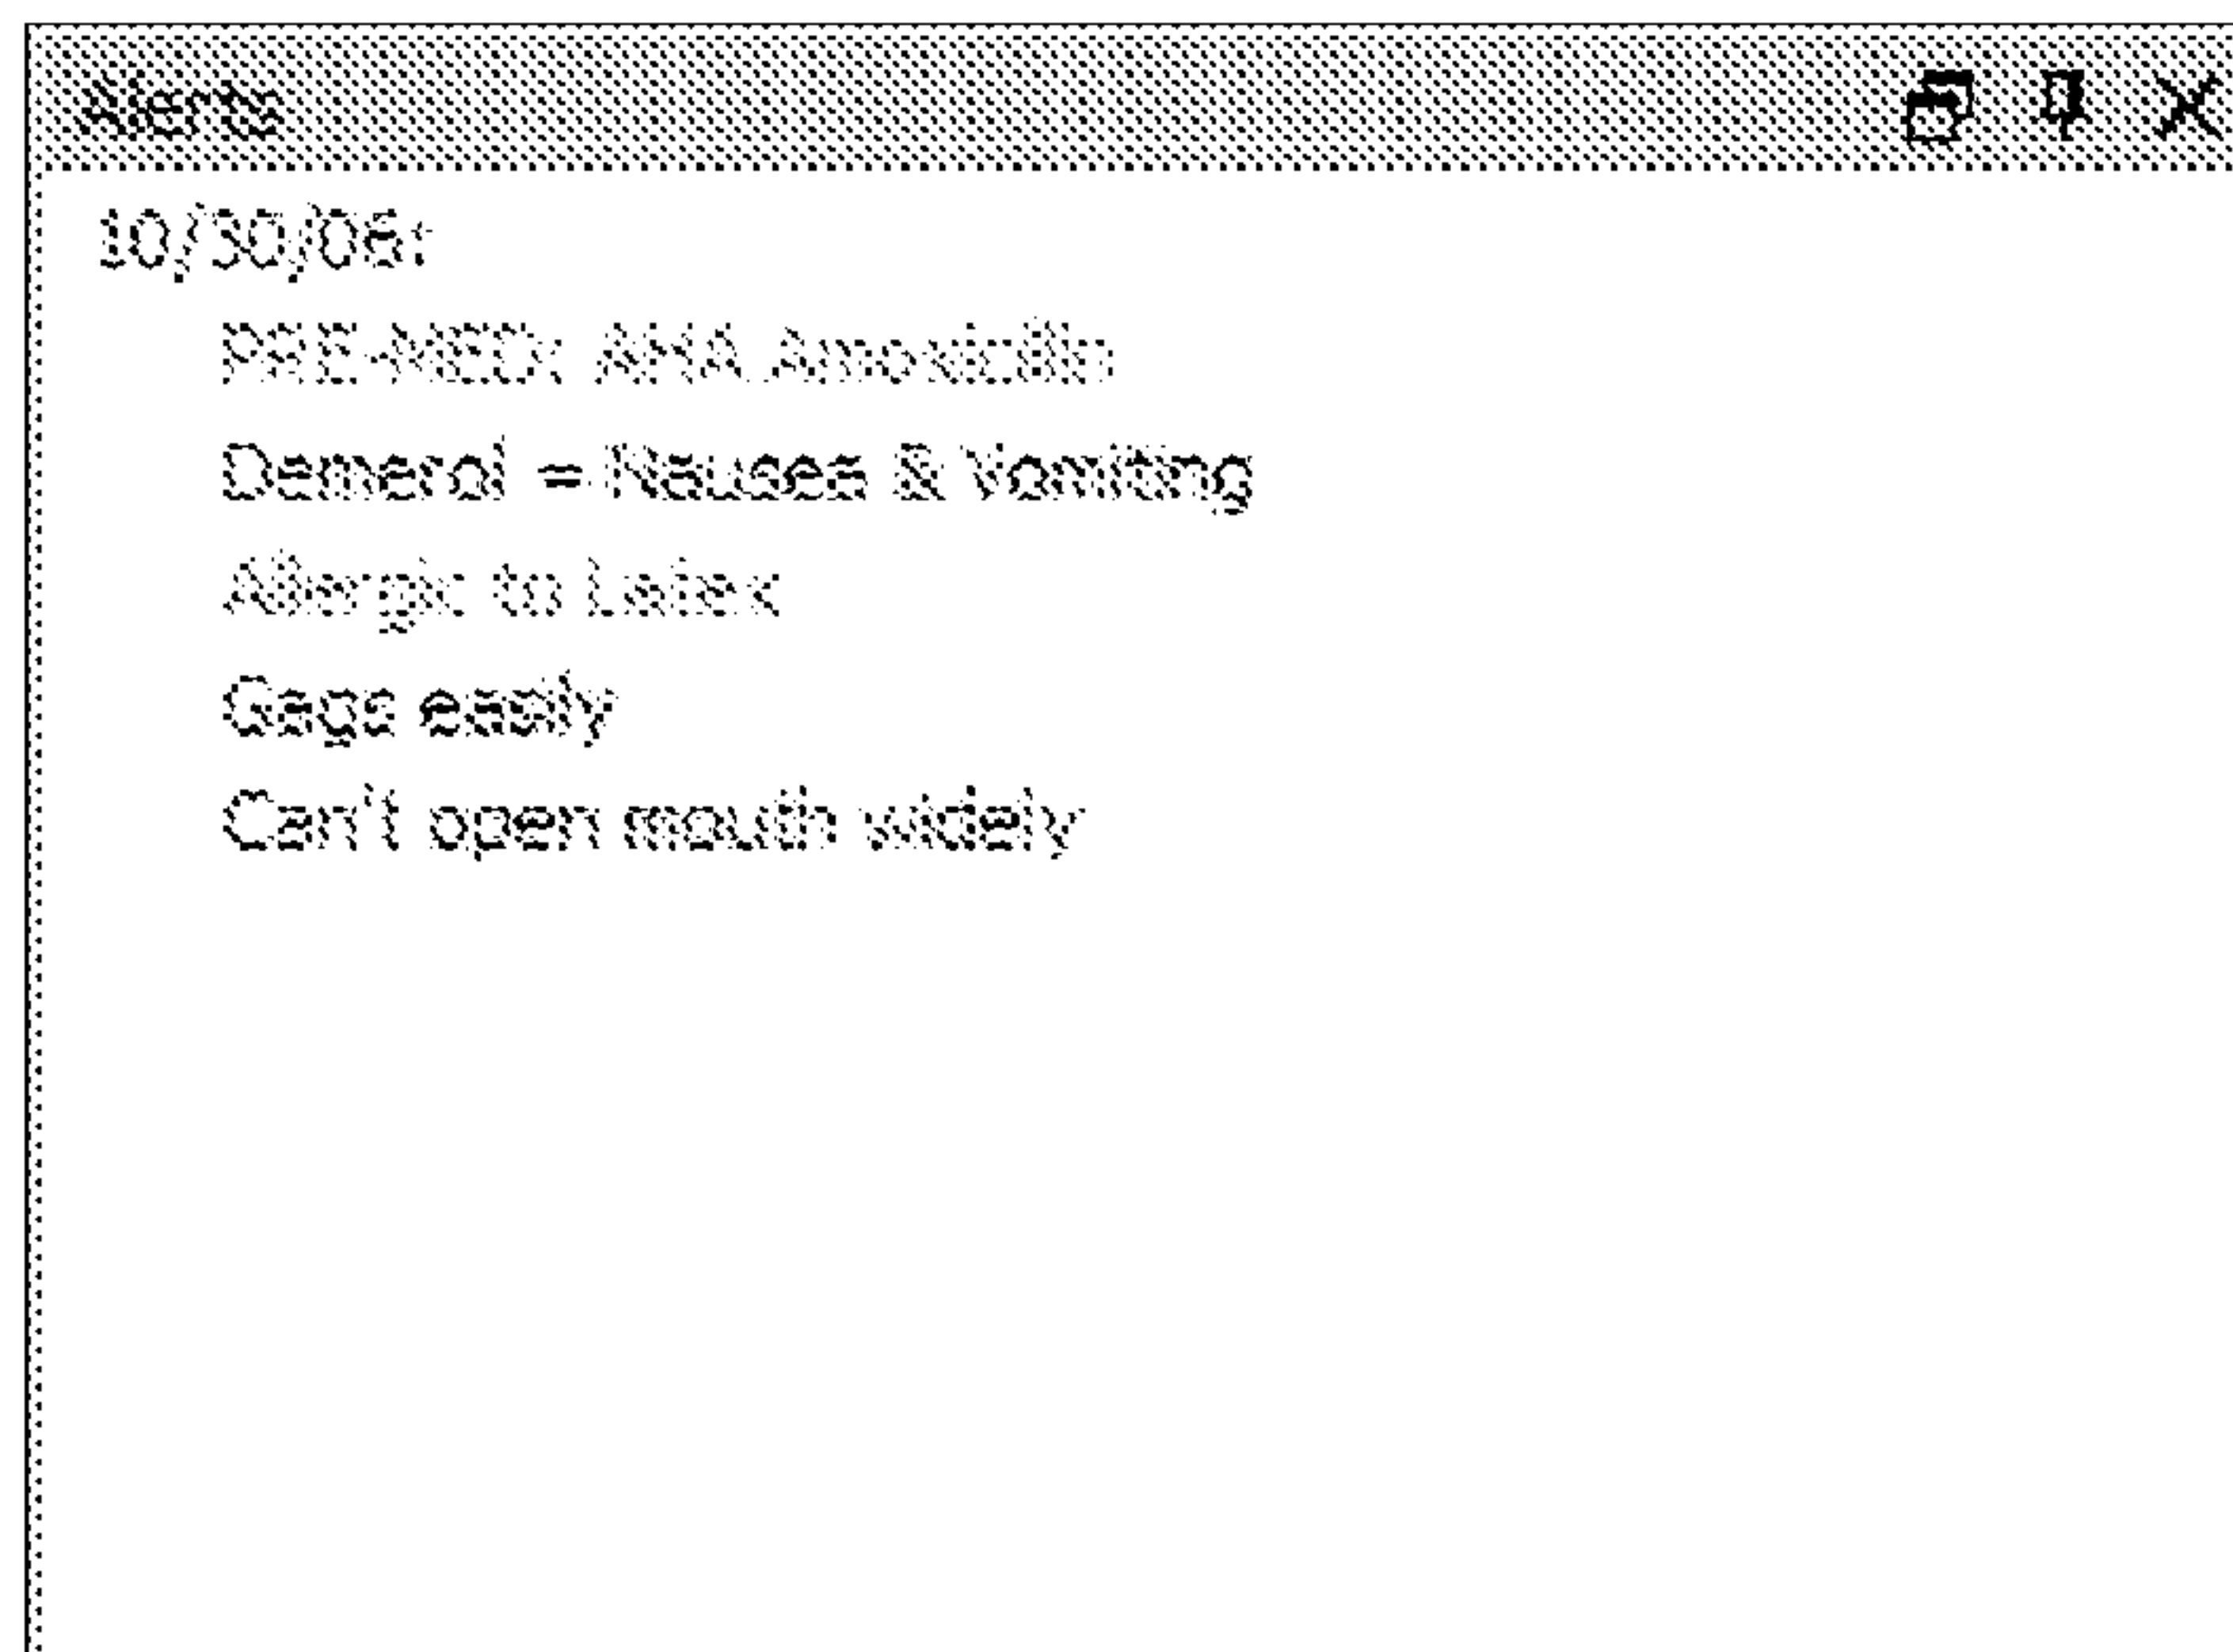 Alerts
10/30/08:
PRE-MED: AHA Amoxicillin
Demerol = Nausea & Vomiting
Allergic to Latex
Gags easily
Can't open mouth widely